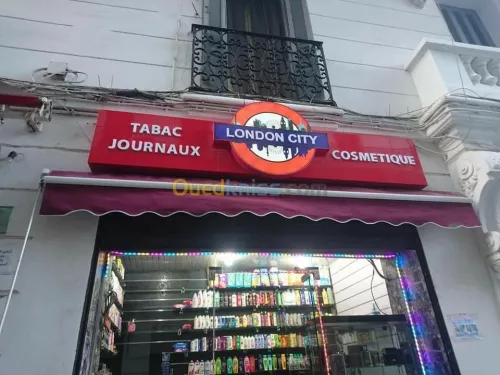 TABAC
JOURNAUX
LONDON CITY
COSMETIQUE
Ouedkniss.com